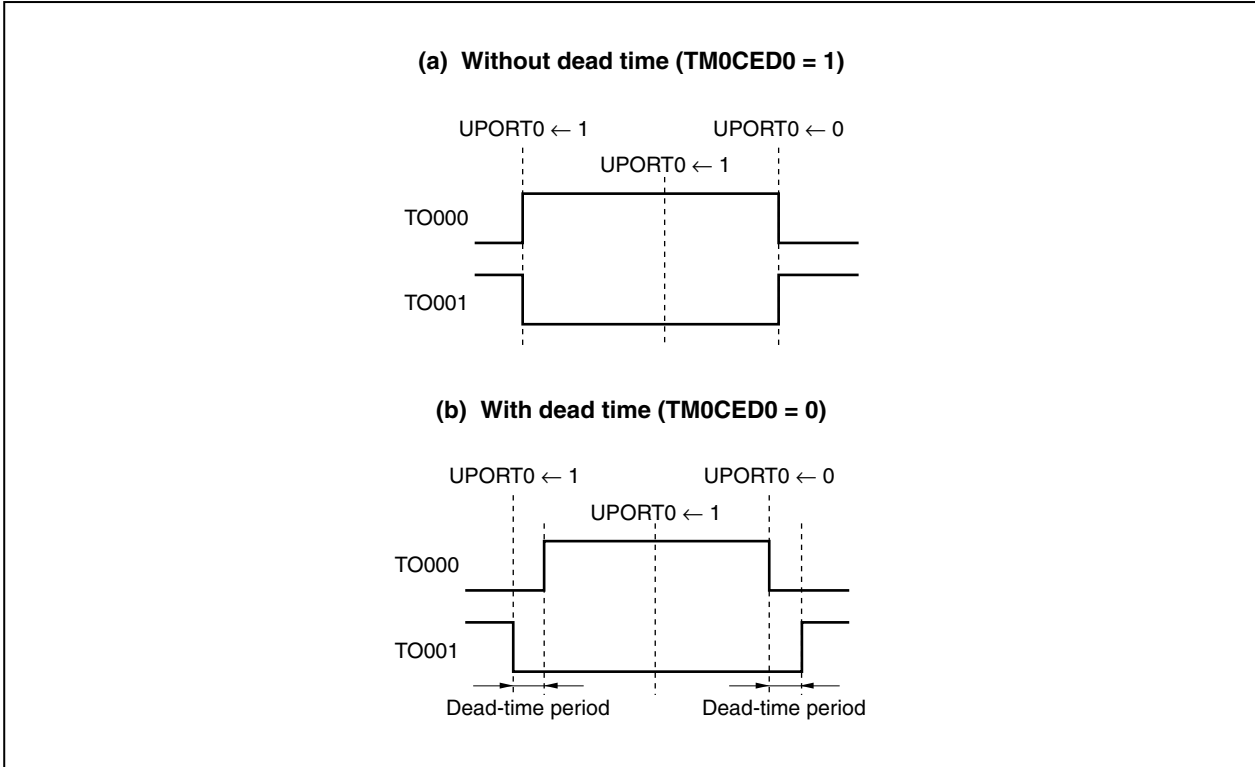 (a) Without dead time (TM0CED0 = 1)
UPORT0 ← 1 UPORT0 ← 0
UPORT0 ← 1
TO000
TO001
(b) With dead time (TM0CED0 = 0)
UPORT0 ← 1 UPORT0 ← 0
UPORT0 ← 1
TO000
TO001
Dead-time period Dead-time period